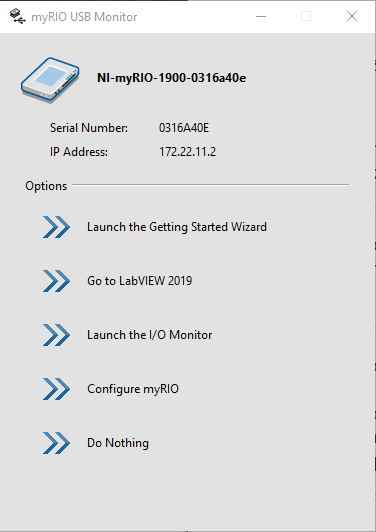 myRIO USB Monitor
NI-myRIO-1900-0316a40e
Serial Number: 0316A40E
IP Address: 172.22.11.2
Options
Launch the Getting Started Wizard
Go to LabVIEW 2019
Launch the I/O Monitor
Configure myRIO
Do Nothing